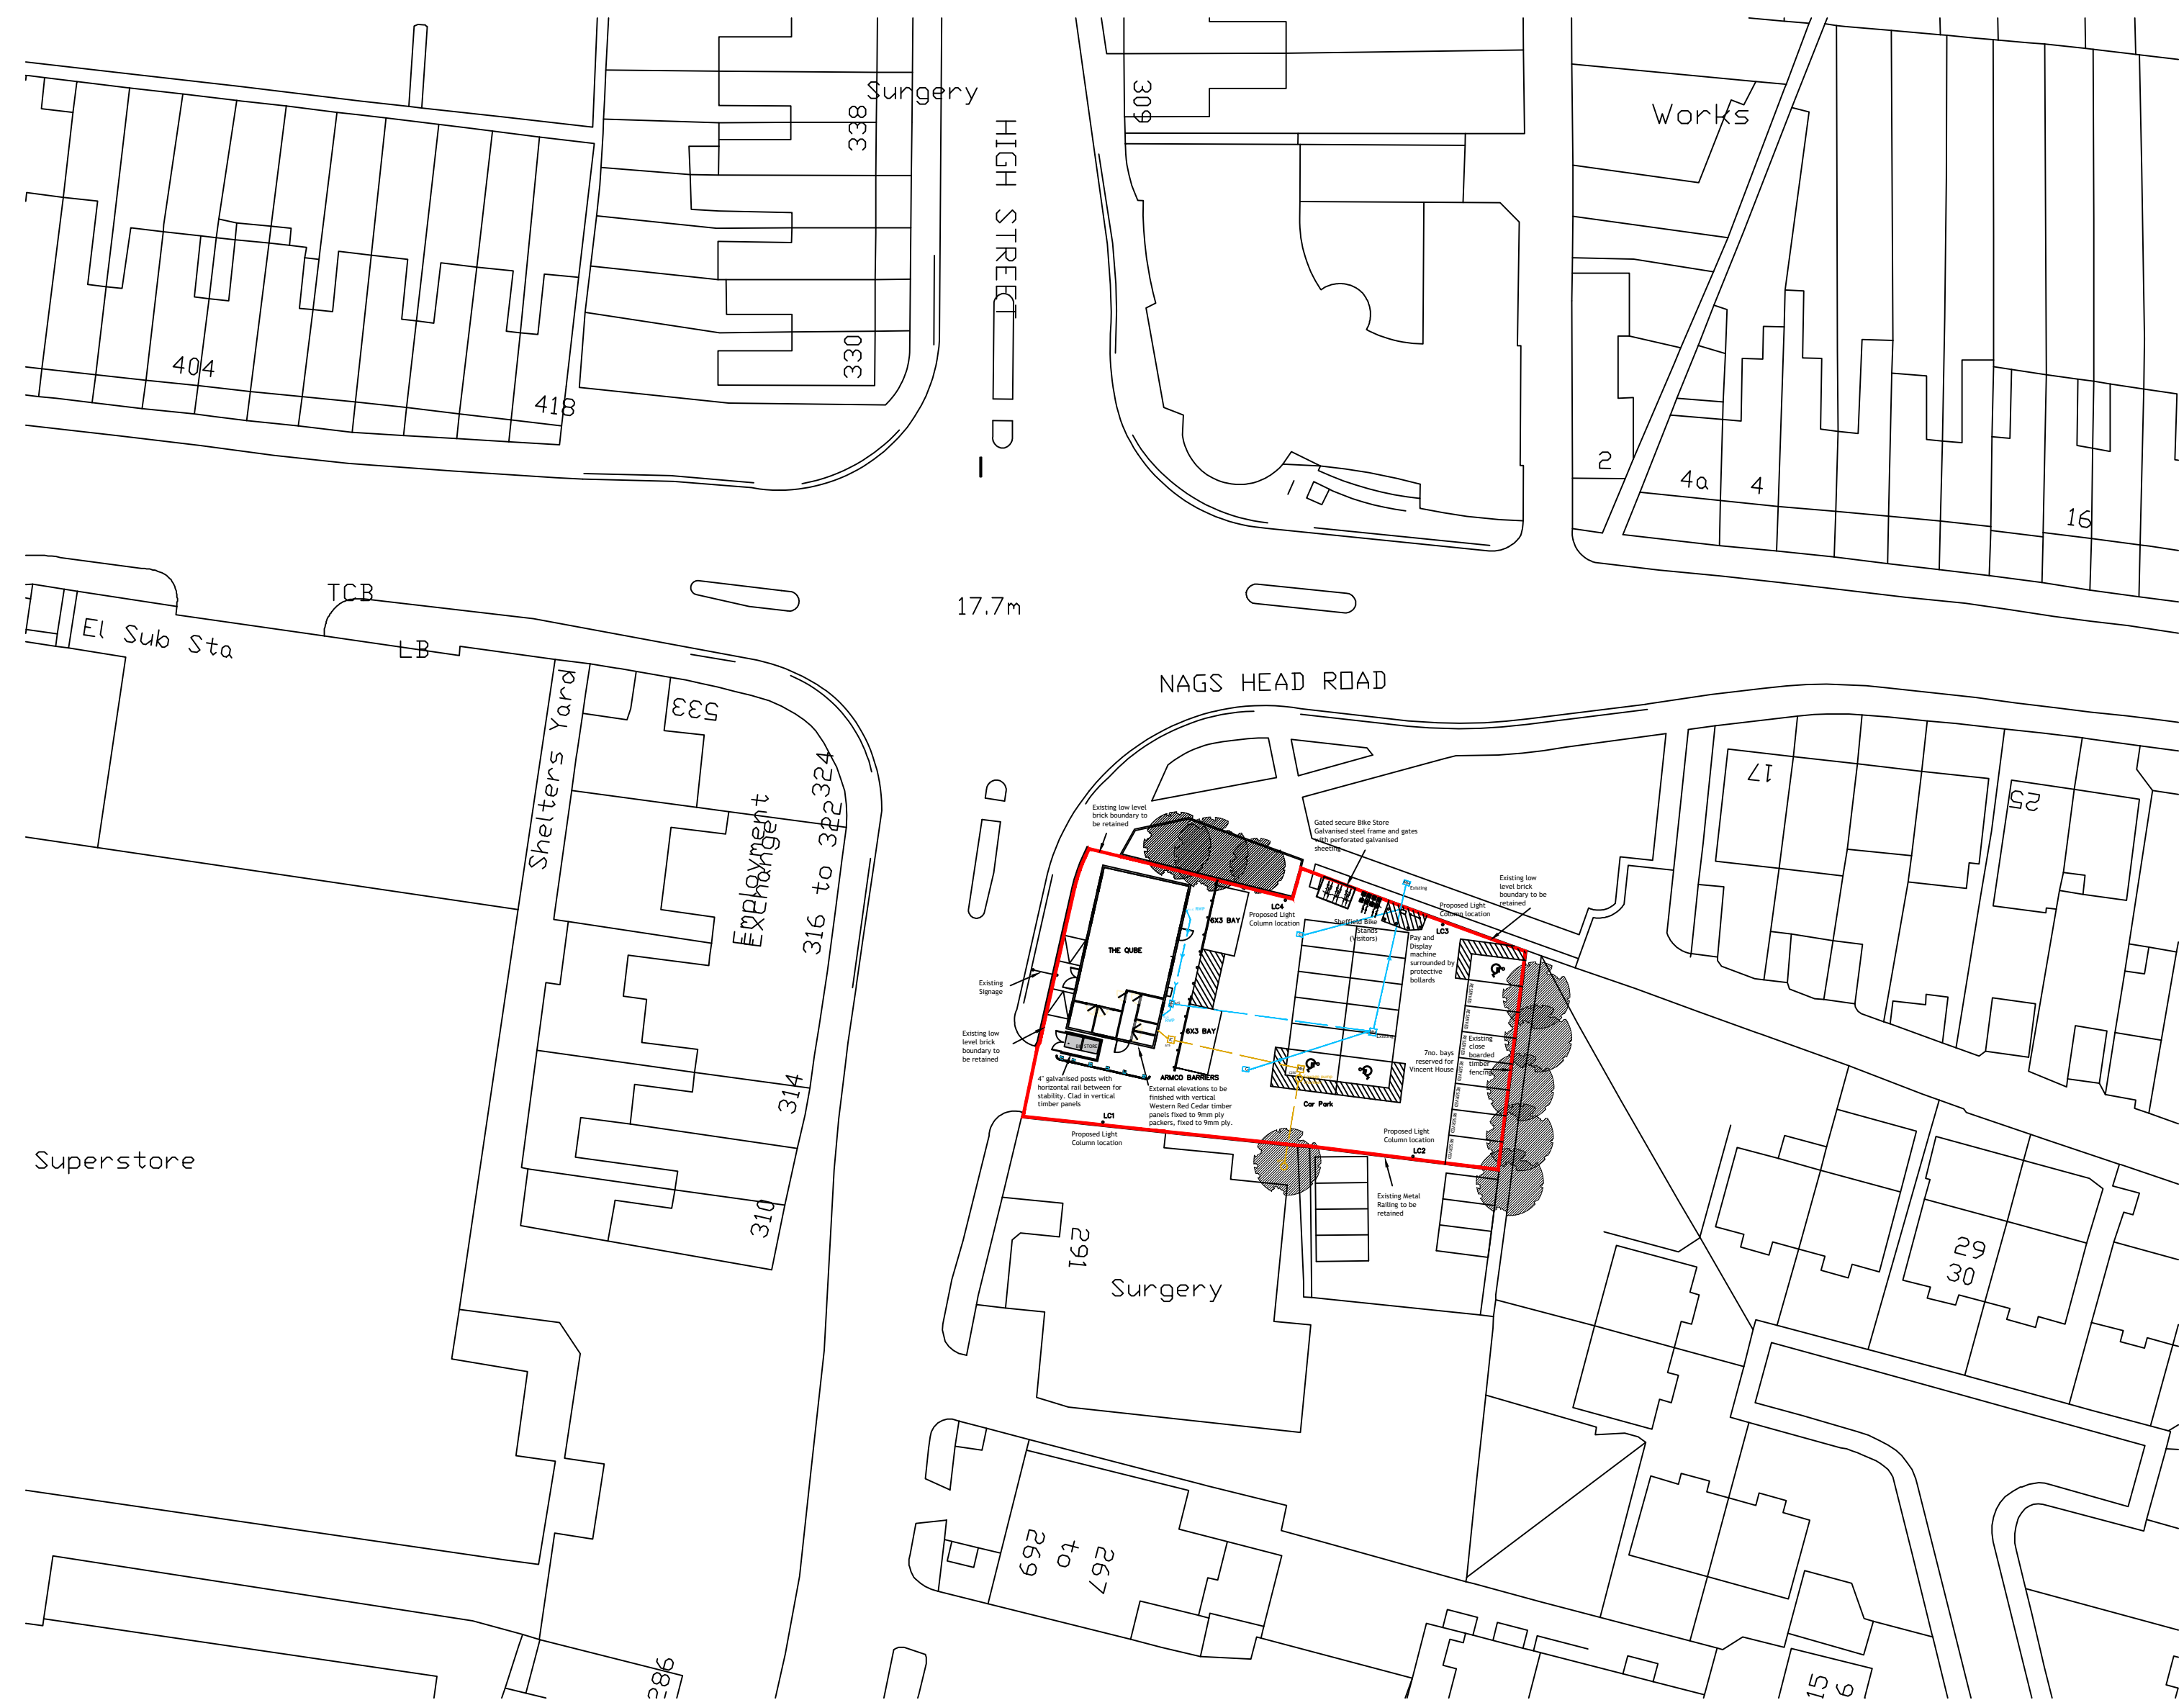 Surgery
338
HIGH STREET
309
Works
330
404
418
2
4a
4
16
17.7m
TCB
El Sub Sta
LB
NAGS HEAD ROAD
Shelters Yard
533
324
316 to 322
Employment
Exchange
314
310
Superstore
17
25
Existing low level
brick boundary to
be retained
Gated secure Bike Store
Galvanised steel frame and gates
with perforated galvanised
sheeting
Existing
Existing low
level brick
boundary to be
retained
LC4
Proposed Light
Column location
6X3 BAY
Sheffield Bike
Stands
(Visitors)
Proposed Light
Column location
LC3
Pay and
Display
machine
surrounded by
protective
bollards
THE QUBE
Existing
Signage
Existing low
level brick
boundary to
be retained
6X3 BAY
7no. bays
reserved for
Vincent House
Existing
close
boarded
timber
fencing
ARMCO BARRIERS
4" galvanised posts with
horizontal rail between for
stability. Clad in vertical
timber panels
External elevations to be
finished with vertical
Western Red Cedar timber
panels fixed to 9mm ply
packers, fixed to 9mm ply.
Car Park
LC1
Proposed Light
Column location
Proposed Light
Column location
LC2
Existing Metal
Railing to be
retained
291
Surgery
29
30
269
to
267
286
15
6